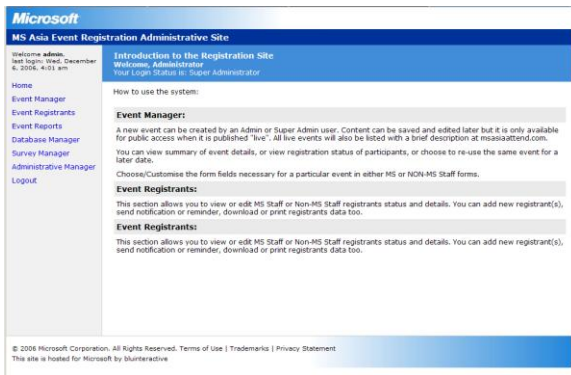 Microsoft
MS Asia Event Registration Administrative Site
Welcome admin.
last login: Wed, December
6, 2006, 4:01 am
Home
Event Manager
Event Registrants
Event Reports
Database Manager
Survey Manager
Administrative Manager
Logout
Introduction to the Registration Site
Welcome, Administrator
Your Login Status is: Super Administrator
How to use the system:
Event Manager:
A new event can be created by an Admin or Super Admin user. Content can be saved and edited later but it is only available
for public access when it is published "live". All live events will also be listed with a brief description at msasiaattend.com.
You can view summary of event details, or view registration status of participants, or choose to re-use the same event for a
later date.
Choose/Customise the form fields necessary for a particular event in either MS or NON-MS Staff forms.
Event Registrants:
This section allows you to view or edit MS Staff or Non-MS Staff registrants status and details. You can add new registrant(s),
send notification or reminder, download or print registrants data too.
Event Registrants:
This section allows you to view or edit MS Staff or Non-MS Staff registrants status and details. You can add new registrant(s),
send notification or reminder, download or print registrants data too.
© 2006 Microsoft Corporation. All Rights Reserved. Terms of Use | Trademarks | Privacy Statement
This site is hosted for Microsoft by bluinteractive